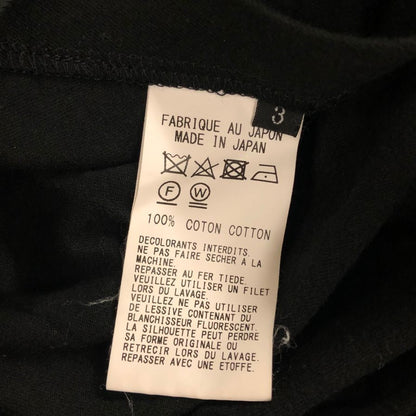 3
FABRIQUE AU JAPON
MADE IN JAPAN
F W
100% COTON COTTON
DECOLORANTS INTERDITS.
NE PAS FAIRE SECHER A LA
MACHINE.
REPASSER AU FER TIEDE.
VEUILLEZ UTILISER UN FILET
LORS DU LAVAGE.
VEUILLEZ NE PAS UTILISER
DE LESSIVE CONTENANT DU
BLANCHISSEUR FLUORESCENT.
LA SILHOUETTE PEUT PERDRE
SA FORME ORIGINALE OU
RETRECIR LORS DU LAVAGE.
REPASSER AVEC UNE ETOFFE.